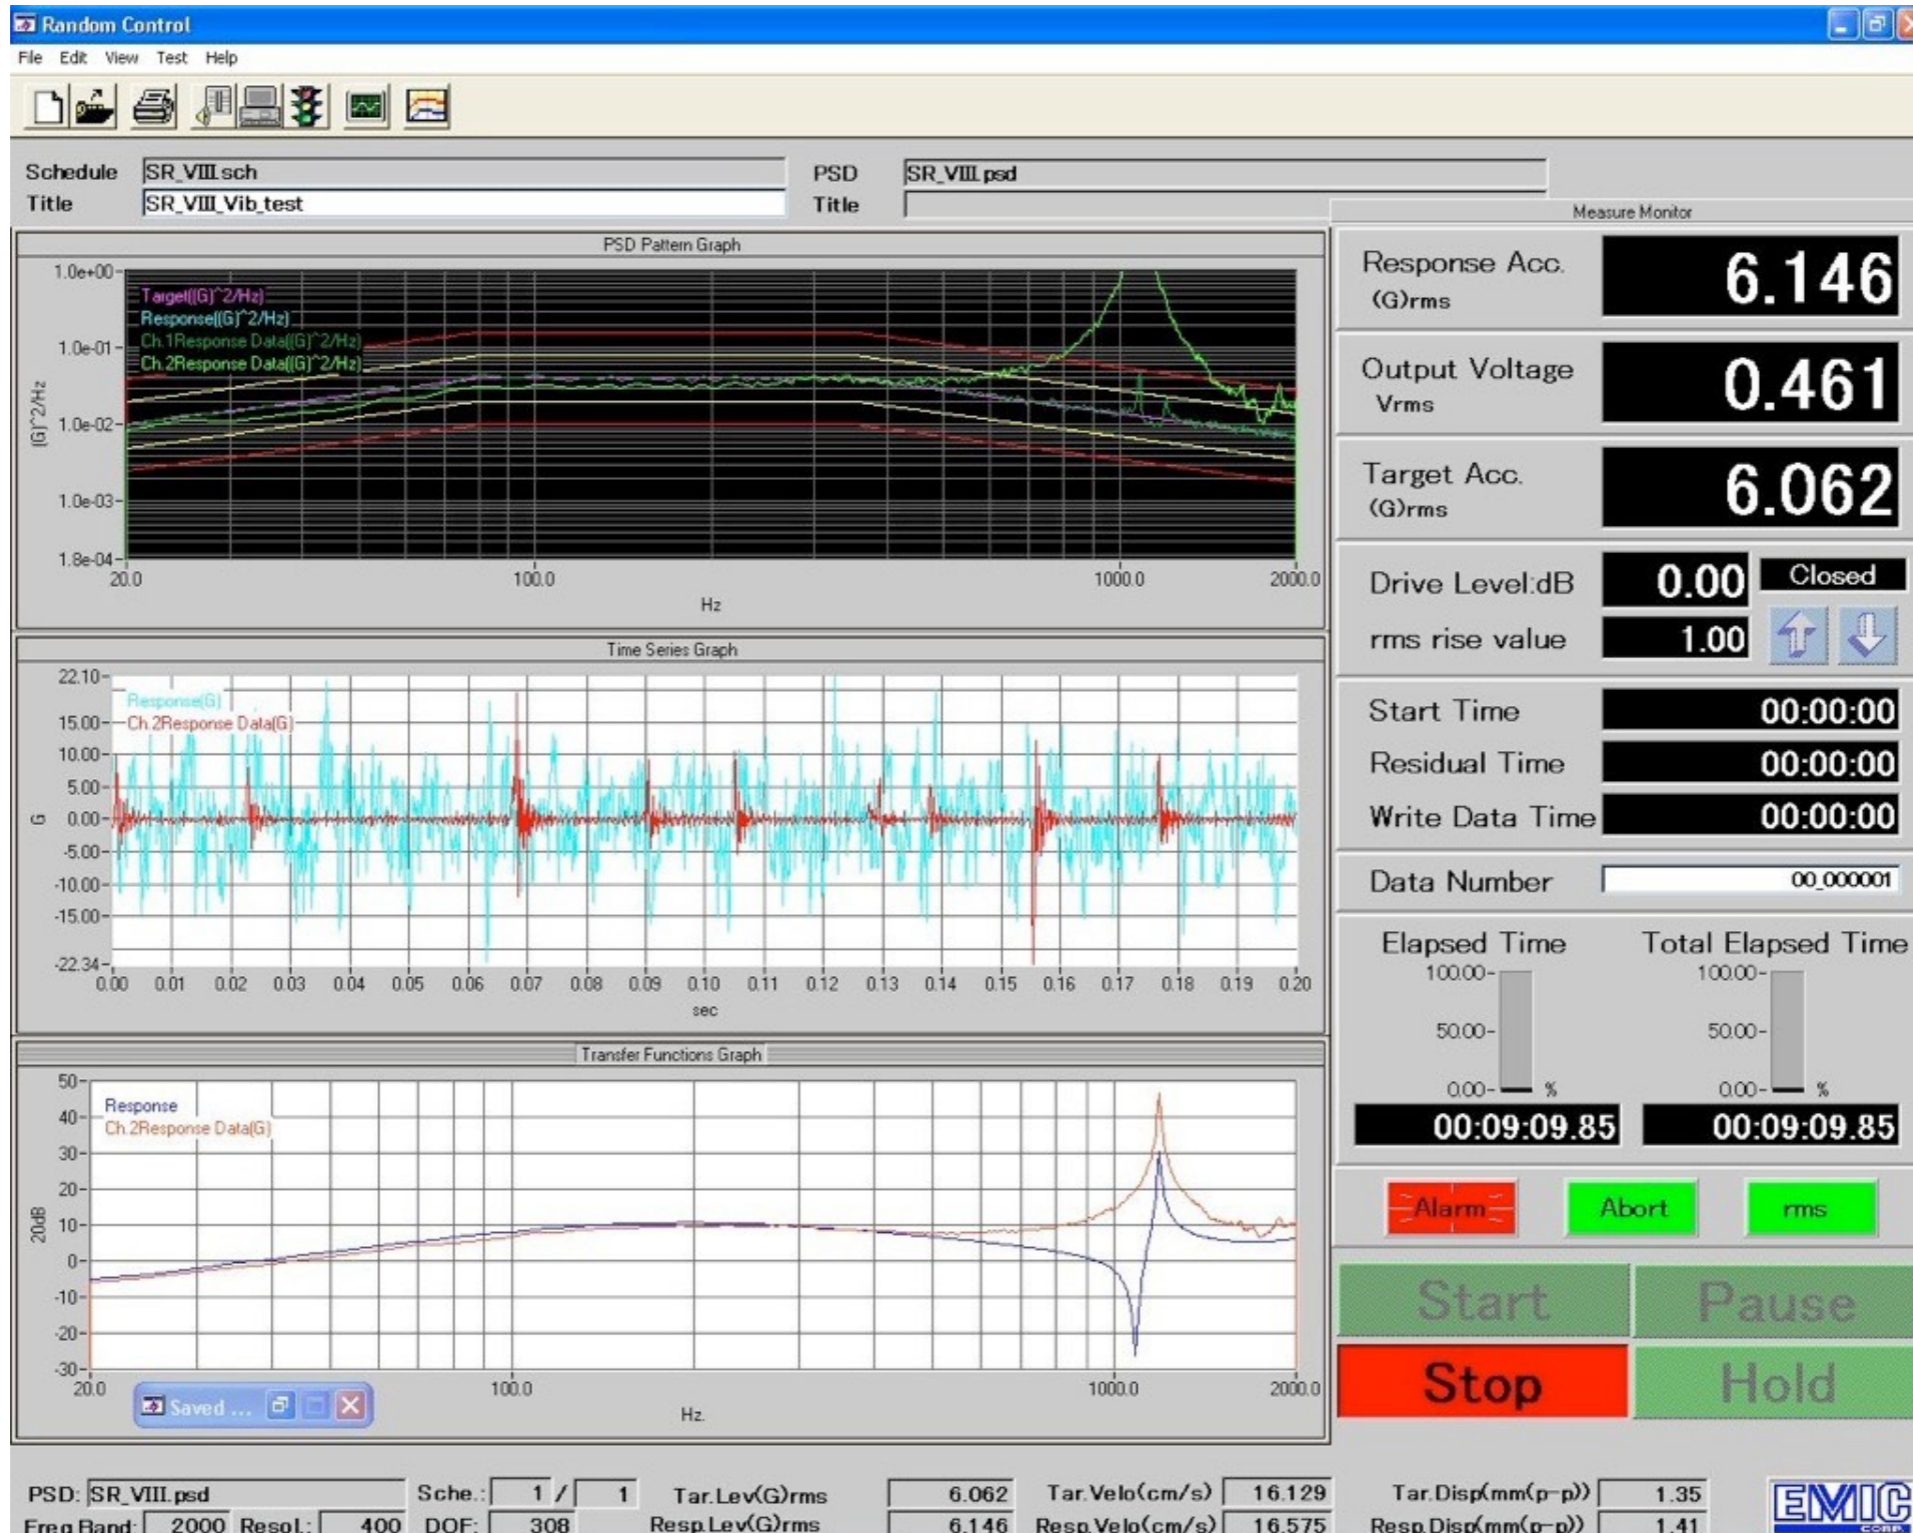 Random Control
File Edit View Test Help
Schedule SR_VIII.sch PSD SR_VIII.psd
Title SR_VIII_Vib_test Title
Measure Monitor
PSD Pattern Graph
1.0e+00
1.0e-01
1.0e-02
1.0e-03
1.8e-04
(G)^2/Hz
Target((G)^2/Hz)
Response((G)^2/Hz)
Ch.1Response Data((G)^2/Hz)
Ch.2Response Data((G)^2/Hz)
20.0 100.0 1000.0 2000.0
Hz
Time Series Graph
22.10
15.00
10.00
5.00
0.00
-5.00
-10.00
-15.00
-22.34
G
Response(G)
Ch.2Response Data(G)
0.00 0.01 0.02 0.03 0.04 0.05 0.06 0.07 0.08 0.09 0.10 0.11 0.12 0.13 0.14 0.15 0.16 0.17 0.18 0.19 0.20
sec
Transfer Functions Graph
50
40
30
20
10
0
-10
-20
-30
20dB
Response
Ch.2Response Data(G)
20.0 100.0 1000.0 2000.0
Hz.
Saved ...
Response Acc. (G)rms 6.146
Output Voltage Vrms 0.461
Target Acc. (G)rms 6.062
Drive Level:dB 0.00 Closed
rms rise value 1.00
Start Time 00:00:00
Residual Time 00:00:00
Write Data Time 00:00:00
Data Number 00_000001
Elapsed Time Total Elapsed Time
100.00 100.00
50.00 50.00
0.00 % 0.00 %
00:09:09.85 00:09:09.85
Alarm Abort rms
Start Pause
Stop Hold
PSD: SR_VIII.psd Sche.: 1 / 1 Tar.Lev(G)rms 6.062 Tar.Velo(cm/s) 16.129 Tar.Disp(mm(p-p)) 1.35
Freq Band: 2000 Resol.: 400 DOF: 308 Resp.Lev(G)rms 6.146 Resp.Velo(cm/s) 16.575 Resp.Disp(mm(p-p)) 1.41
EMIC CORP.